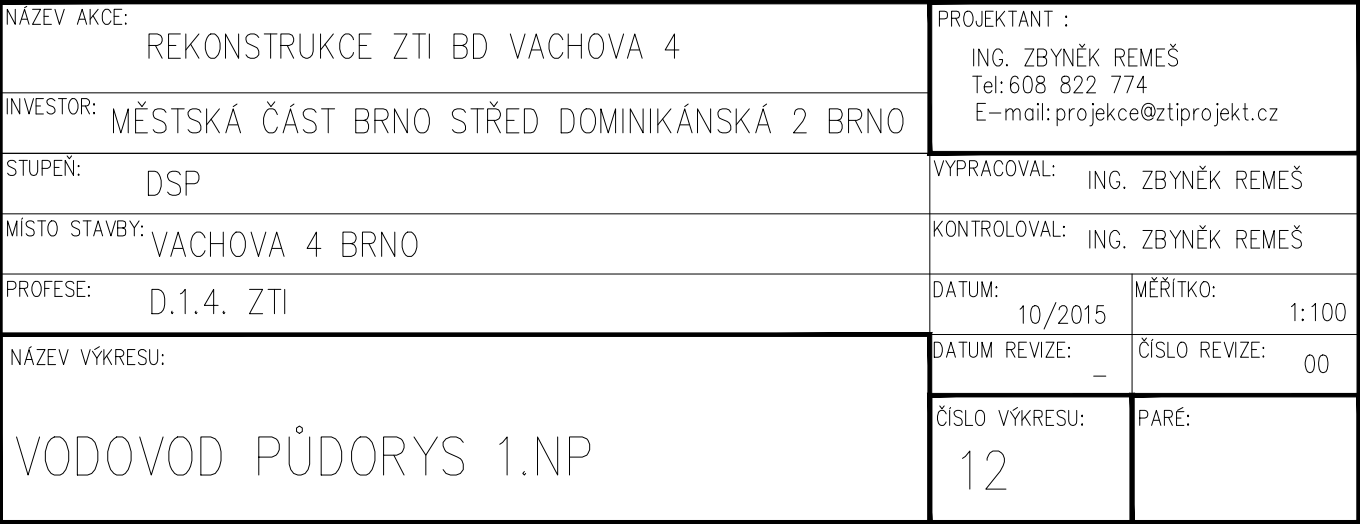 NÁZEV AKCE:
REKONSTRUKCE ZTI BD VACHOVA 4
INVESTOR: MĚSTSKÁ ČÁST BRNO STŘED DOMINIKÁNSKÁ 2 BRNO
STUPEŇ:
DSP
MÍSTO STAVBY: VACHOVA 4 BRNO
PROFESE:
D.1.4. ZTI
NÁZEV VÝKRESU:
VODOVOD PŮDORYS 1.NP
PROJEKTANT :
ING. ZBYNĚK REMEŠ
Tel: 608 822 774
E-mail: projekce@ztiprojekt.cz
VYPRACOVAL: ING. ZBYNĚK REMEŠ
KONTROLOVAL: ING. ZBYNĚK REMEŠ
DATUM:
10/2015
MĚŘÍTKO:
1:100
DATUM REVIZE:
–
ČÍSLO REVIZE: 00
ČÍSLO VÝKRESU:
12
PARÉ: